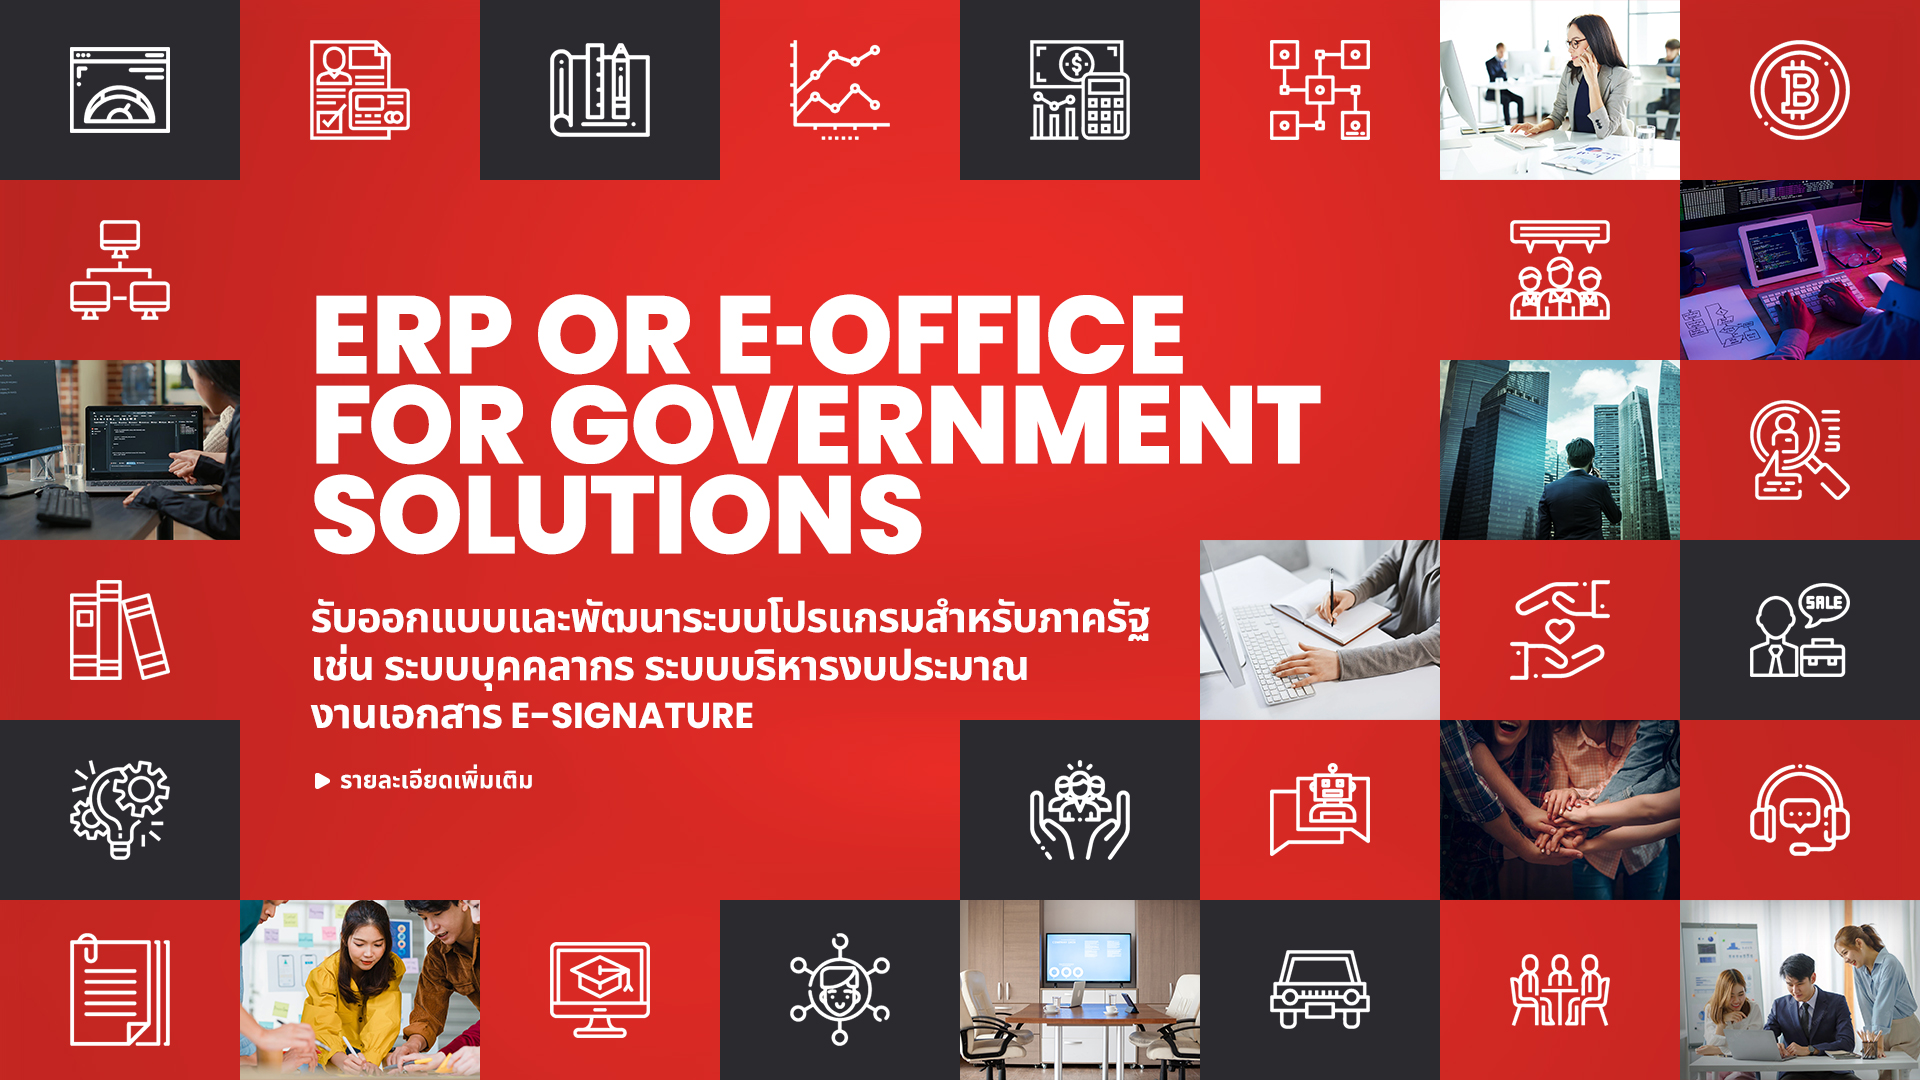 ERP OR E-OFFICE
FOR GOVERNMENT
SOLUTIONS
รับออกแบบและพัฒนาระบบโปรแกรมสำหรับภาครัฐ
เช่น ระบบบุคคลากร ระบบบริหารงบประมาณ
งานเอกสาร E-SIGNATURE
รายละเอียดเพิ่มเติม
SALE